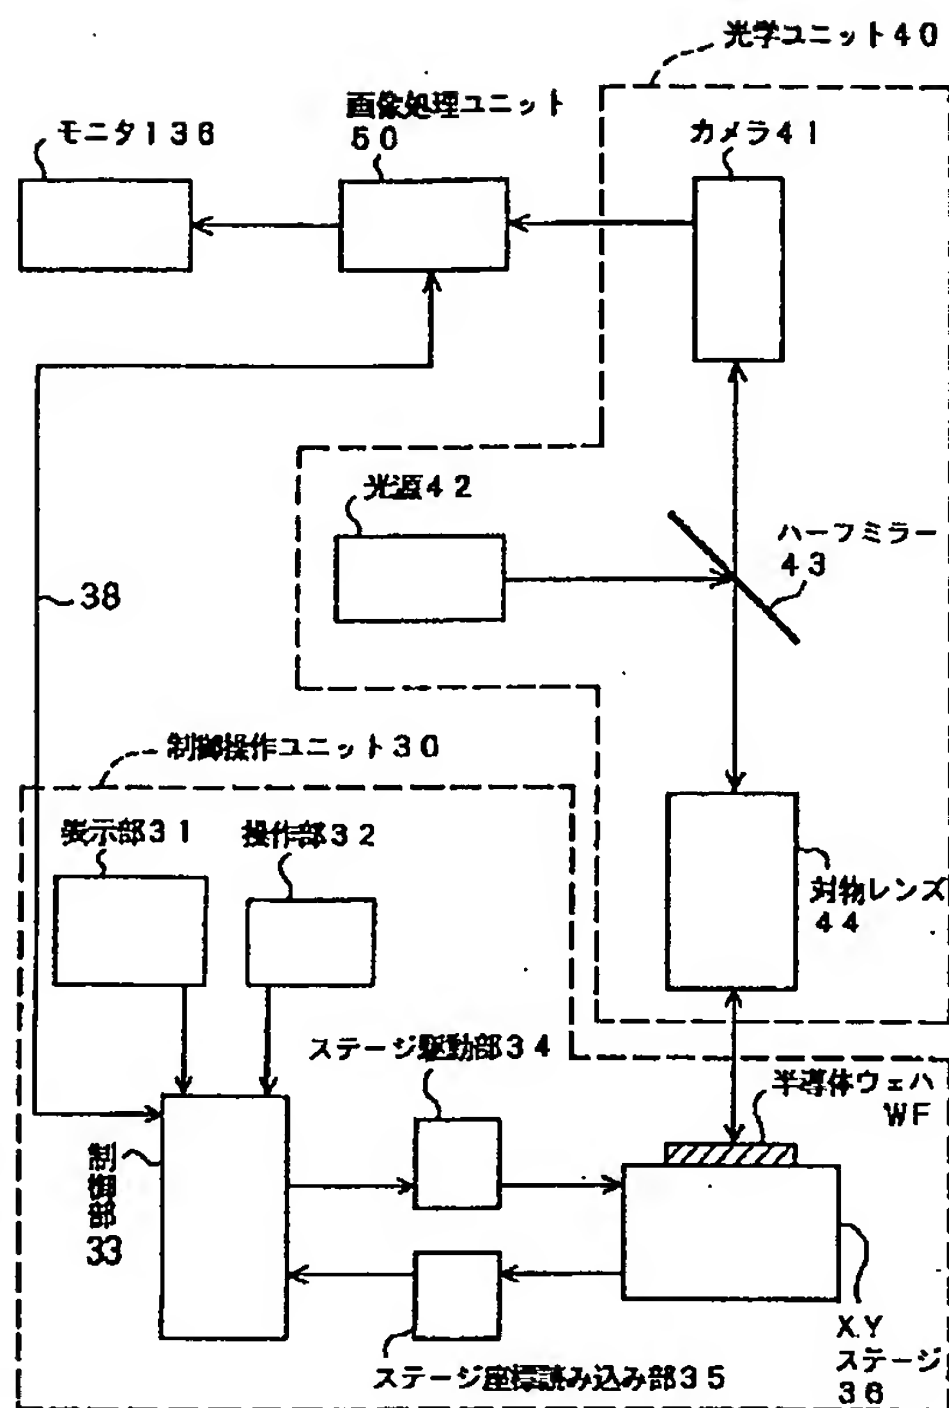 光学ユニット40
画像処理ユニット
50
モニタ136
カメラ41
光源42
ハーフミラー
43
38
制御操作ユニット30
表示部31
操作部32
対物レンズ
44
ステージ駆動部34
半導体ウェハ
WF
制
御
部
33
X.Y
ステージ
36
ステージ座標読み込み部35